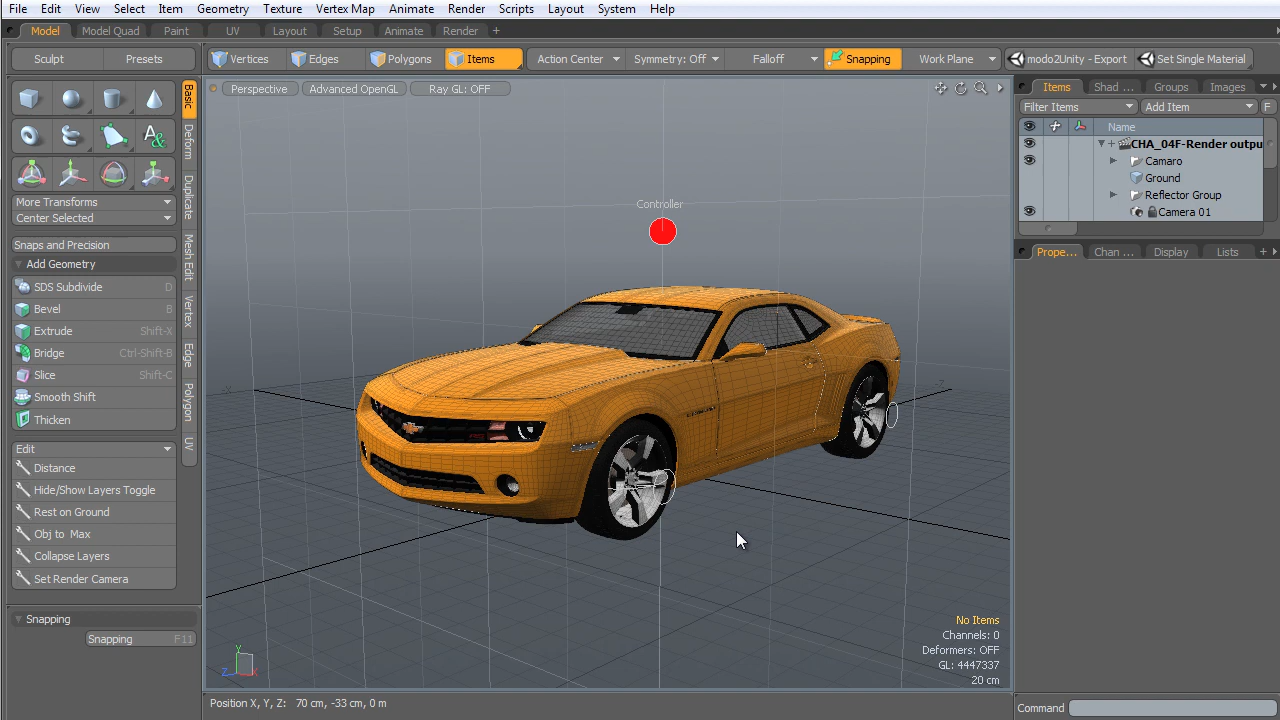 File Edit View Select Item Geometry Texture Vertex Map Animate Render Scripts Layout System Help
Model Model Quad Paint UV Layout Setup Animate Render +
Sculpt Presets Vertices Edges Polygons Items Action Center Symmetry: Off Falloff Snapping Work Plane modo2Unity - Export Set Single Material
Perspective Advanced OpenGL Ray GL: OFF
Items Shad ... Groups Images
Filter Items Add Item F
Name
CHA_04F-Render outpu
Camaro
Ground
Reflector Group
Camera 01
Prope... Chan ... Display Lists +
Basic
Deform
Duplicate
Mesh Edit
Vertex
Edge
Polygon
UV
More Transforms
Center Selected
Snaps and Precision
Add Geometry
SDS Subdivide D
Bevel B
Extrude Shift-X
Bridge Ctrl-Shift-B
Slice Shift-C
Smooth Shift
Thicken
Edit
Distance
Hide/Show Layers Toggle
Rest on Ground
Obj to Max
Collapse Layers
Set Render Camera
Snapping
Snapping F11
Controller
Y
Z X
No Items
Channels: 0
Deformers: OFF
GL: 4447337
20 cm
Position X, Y, Z: 70 cm, -33 cm, 0 m
Command